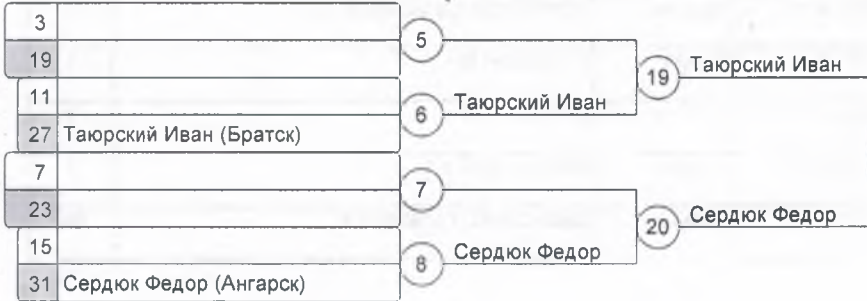 3
5
19
19 Таюрский Иван
11
6 Таюрский Иван
27 Таюрский Иван (Братск)
7
7
23
20 Сердюк Федор
15
8 Сердюк Федор
31 Сердюк Федор (Ангарск)